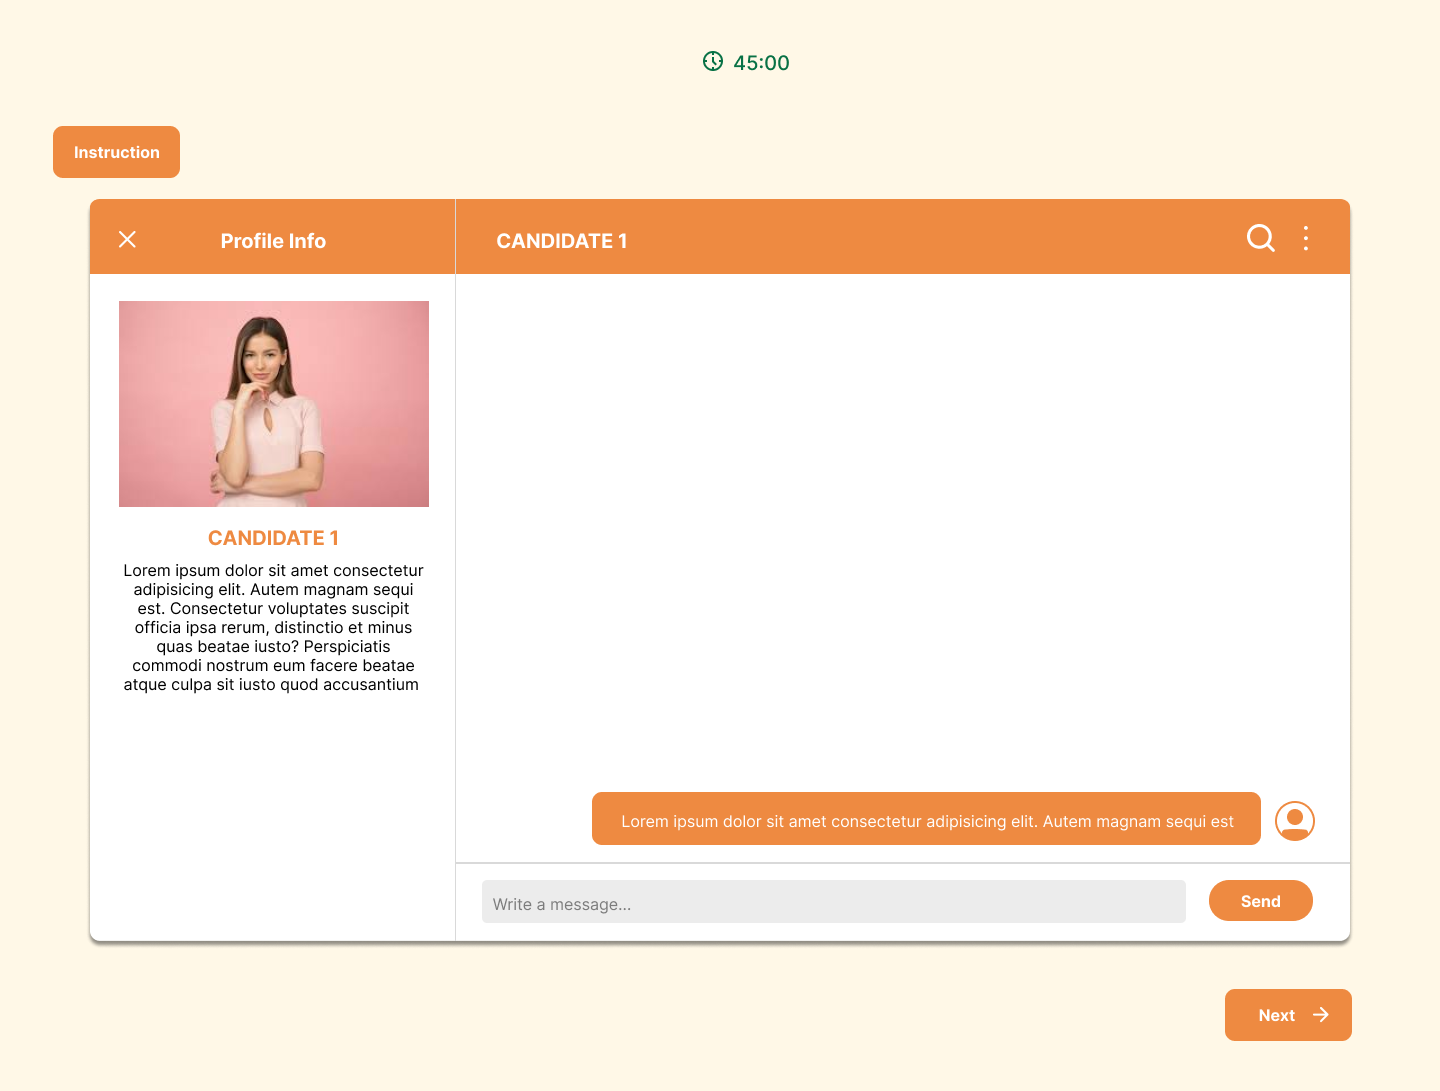 45:00
Instruction
Profile Info
CANDIDATE 1
CANDIDATE 1
Lorem ipsum dolor sit amet consectetur
adipisicing elit. Autem magnam sequi
est. Consectetur voluptates suscipit
officia ipsa rerum, distinctio et minus
quas beatae iusto? Perspiciatis
commodi nostrum eum facere beatae
atque culpa sit iusto quod accusantium
Lorem ipsum dolor sit amet consectetur adipisicing elit. Autem magnam sequi est
Write a message...
Send
Next